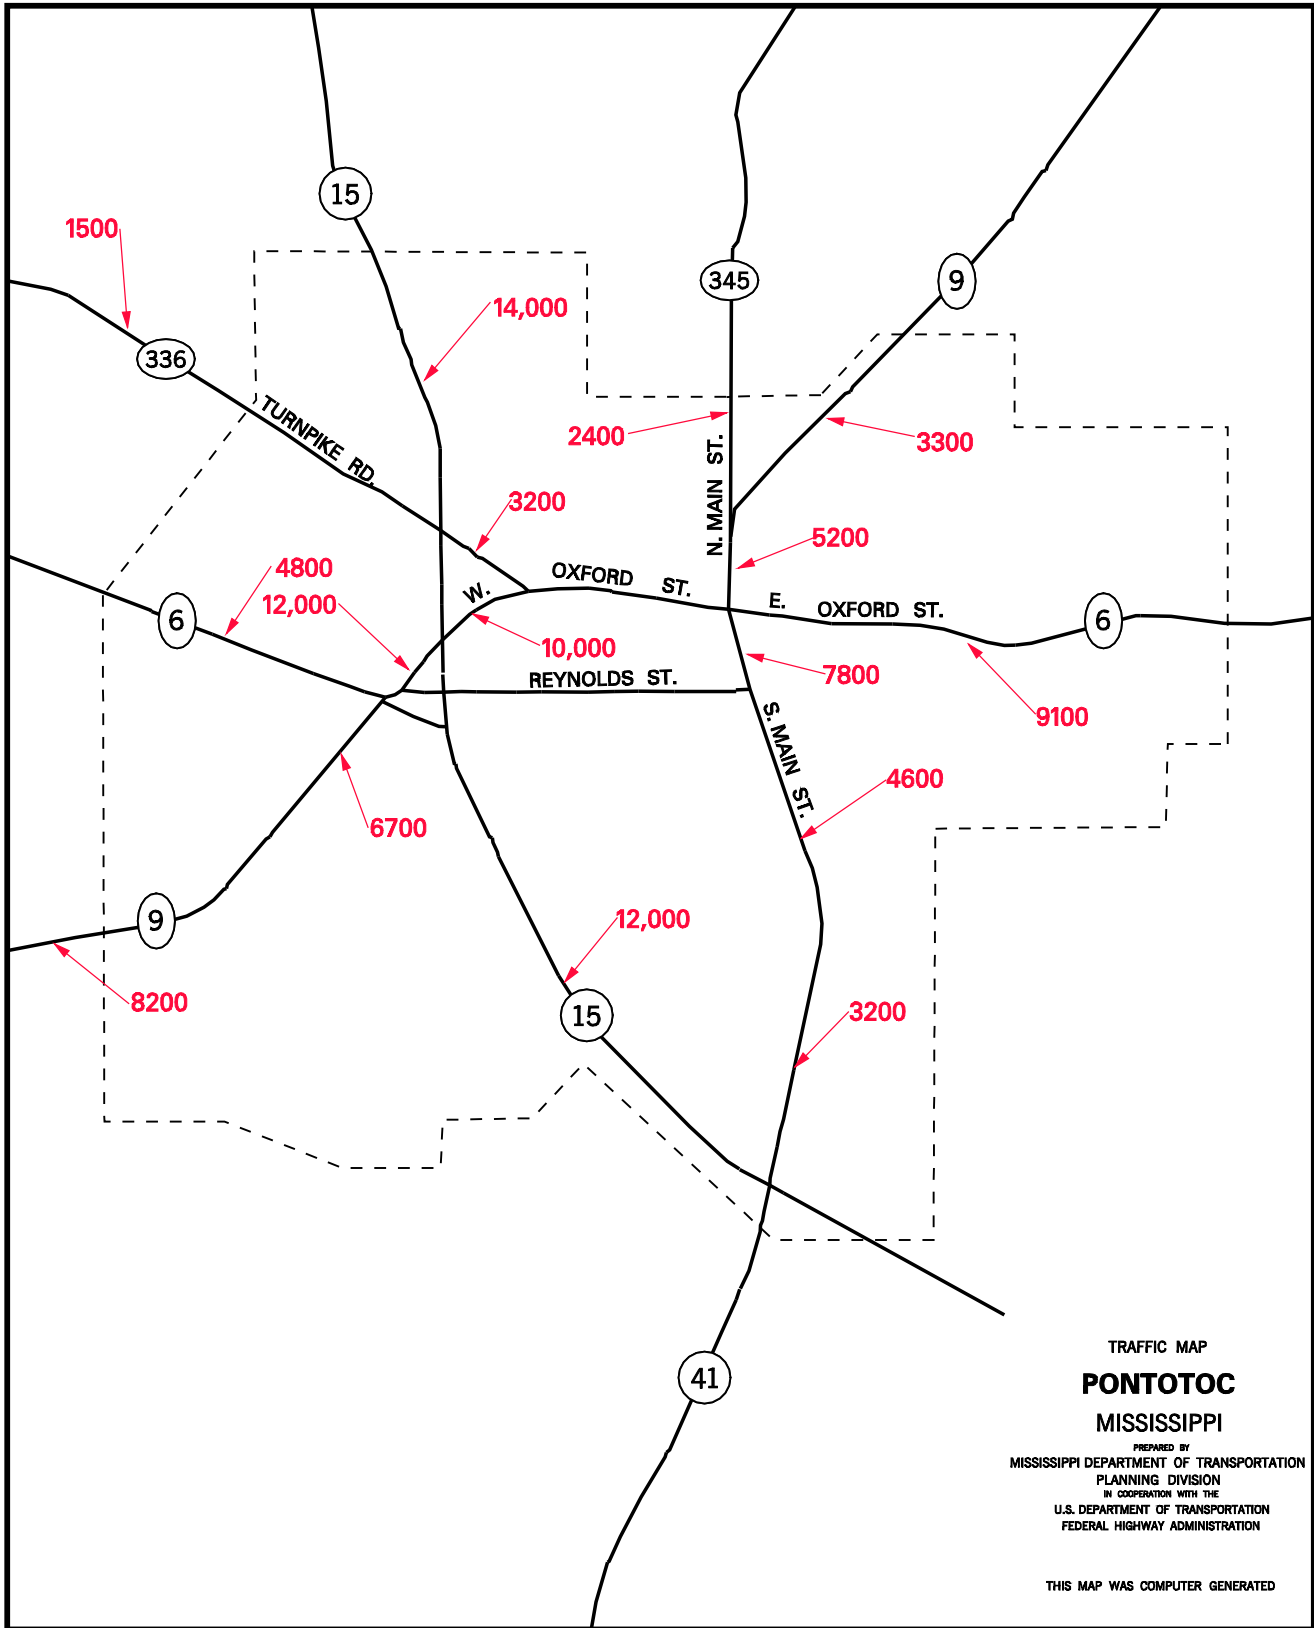 15
1500
14,000
345
9
336
TURNPIKE RD.
2400
N. MAIN ST.
3300
3200
5200
4800
12,000
W. OXFORD ST.
E. OXFORD ST.
6
6
10,000
REYNOLDS ST.
7800
9100
S. MAIN ST.
4600
6700
9
12,000
8200
15
3200
41
TRAFFIC MAP
PONTOTOC
MISSISSIPPI
PREPARED BY
MISSISSIPPI DEPARTMENT OF TRANSPORTATION
PLANNING DIVISION
IN COOPERATION WITH THE
U.S. DEPARTMENT OF TRANSPORTATION
FEDERAL HIGHWAY ADMINISTRATION
THIS MAP WAS COMPUTER GENERATED